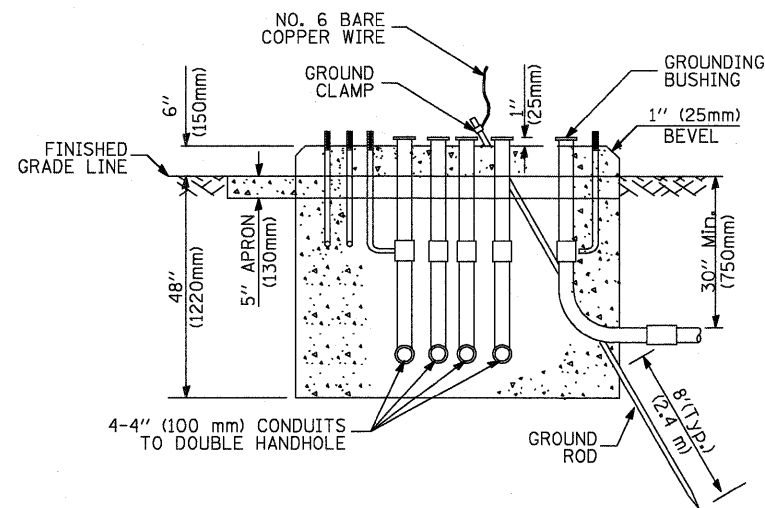 NO. 6 BARE
COPPER WIRE
GROUND
CLAMP
GROUNDING
BUSHING
6"
(150mm)
1"
(25mm)
1" (25mm)
BEVEL
FINISHED
GRADE LINE
48"
(1220mm)
5" APRON
(130mm)
30" Min.
(750mm)
4-4" (100 mm) CONDUITS
TO DOUBLE HANDHOLE
GROUND
ROD
8'(Typ.)
(2.4 m)